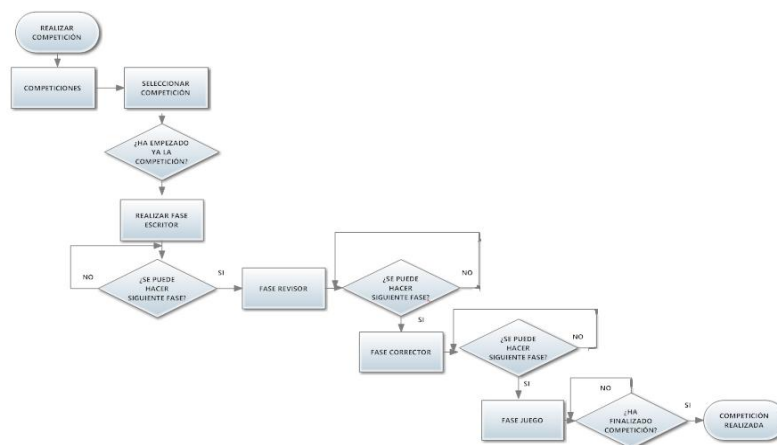 REALIZAR
COMPETICIÓN
COMPETICIONES
SELECCIONAR
COMPETICIÓN
¿HA EMPEZADO
YA LA
COMPETICIÓN?
REALIZAR FASE
ESCRITOR
NO
¿SE PUEDE
HACER
SIGUIENTE FASE?
SI
FASE REVISOR
¿SE PUEDE
HACER
SIGUIENTE FASE?
NO
SI
FASE CORRECTOR
¿SE PUEDE
HACER
SIGUIENTE FASE?
NO
SI
FASE JUEGO
NO
¿HA
FINALIZADO
COMPETICIÓN?
SI
COMPETICIÓN
REALIZADA